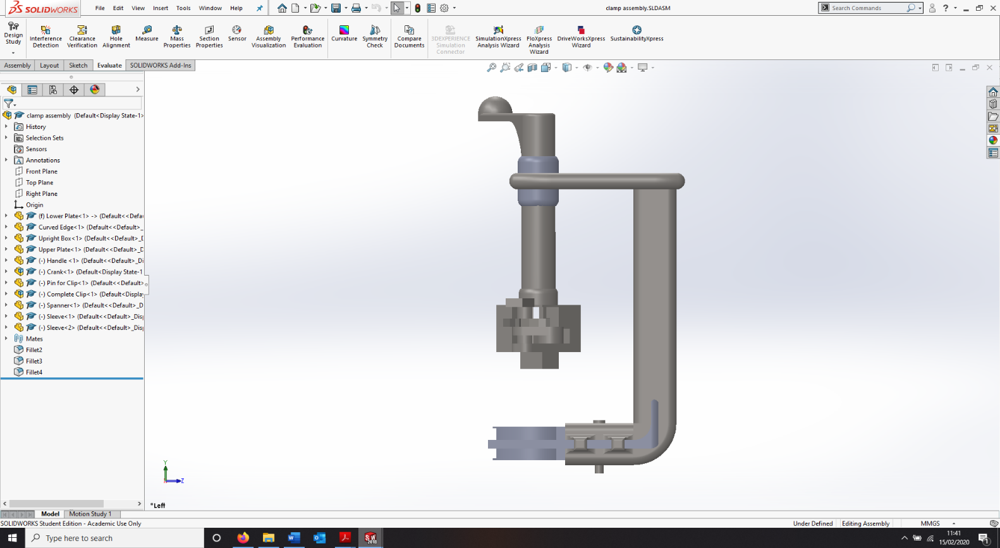 SOLIDWORKS
File Edit View Insert Tools Window Help
clamp assembly.SLDASM
Search Commands
Design Study
Interference Detection
Clearance Verification
Hole Alignment
Measure
Mass Properties
Section Properties
Sensor
Assembly Visualization
Performance Evaluation
Curvature
Symmetry Check
Compare Documents
3DEXPERIENCE Simulation Connector
SimulationXpress Analysis Wizard
FloXpress Analysis Wizard
DriveWorksXpress Wizard
SustainabilityXpress
Assembly Layout Sketch Evaluate SOLIDWORKS Add-Ins
clamp assembly (Default<Display State-1>
History
Selection Sets
Sensors
Annotations
Front Plane
Top Plane
Right Plane
Origin
(f) Lower Plate<1> -> (Default<<Defa
Curved Edge<1> (Default<<Default>_
Upright Box<1> (Default<<Default>_D
Upper Plate<1> (Default<<Default>_D
(-) Handle <1> (Default<<Default>_Di
(-) Crank<1> (Default<Display State-1
(-) Pin for Clip<1> (Default<<Default>
(-) Complete Clip<1> (Default<Display
(-) Spanner<1> (Default<<Default>_D
(-) Sleeve<1> (Default<<Default>_Disp
(-) Sleeve<2> (Default<<Default>_Disp
Mates
Fillet2
Fillet3
Fillet4
Y
Z
*Left
Model Motion Study 1
SOLIDWORKS Student Edition - Academic Use Only
Under Defined Editing Assembly MMGS
Type here to search
SW 2018
11:41
15/02/2020
1